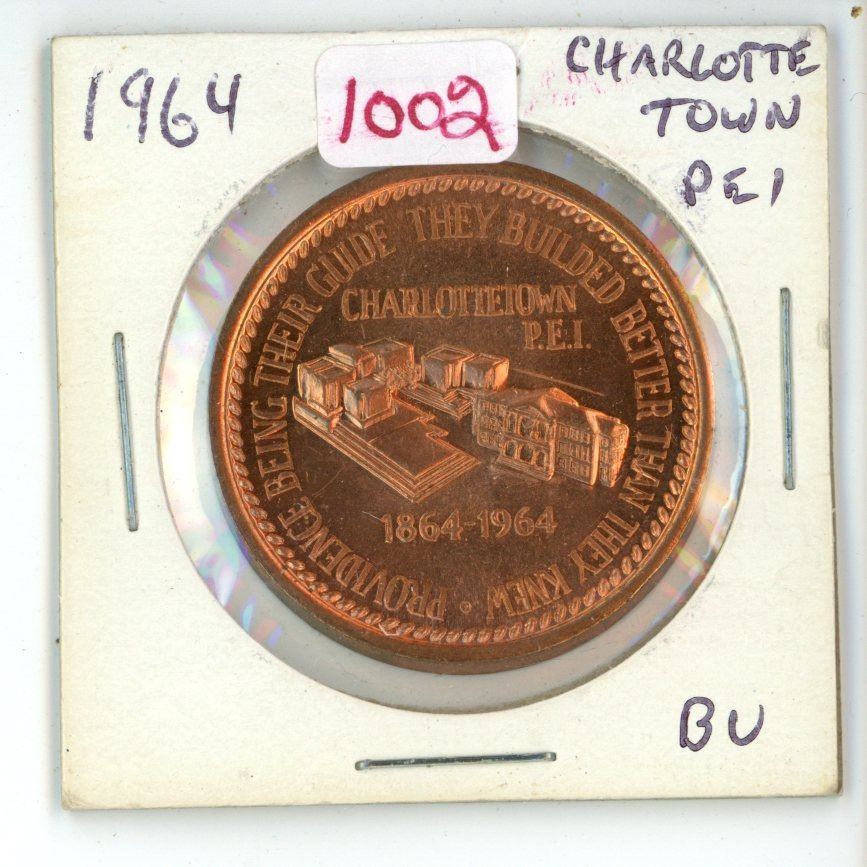 1964
1002
CHARLOTTE
TOWN
PEI
PROVIDENCE BEING THEIR GUIDE THEY BUILDED BETTER THAN THEY KNEW •
CHARLOTTETOWN
P.E.I.
1864-1964
BU